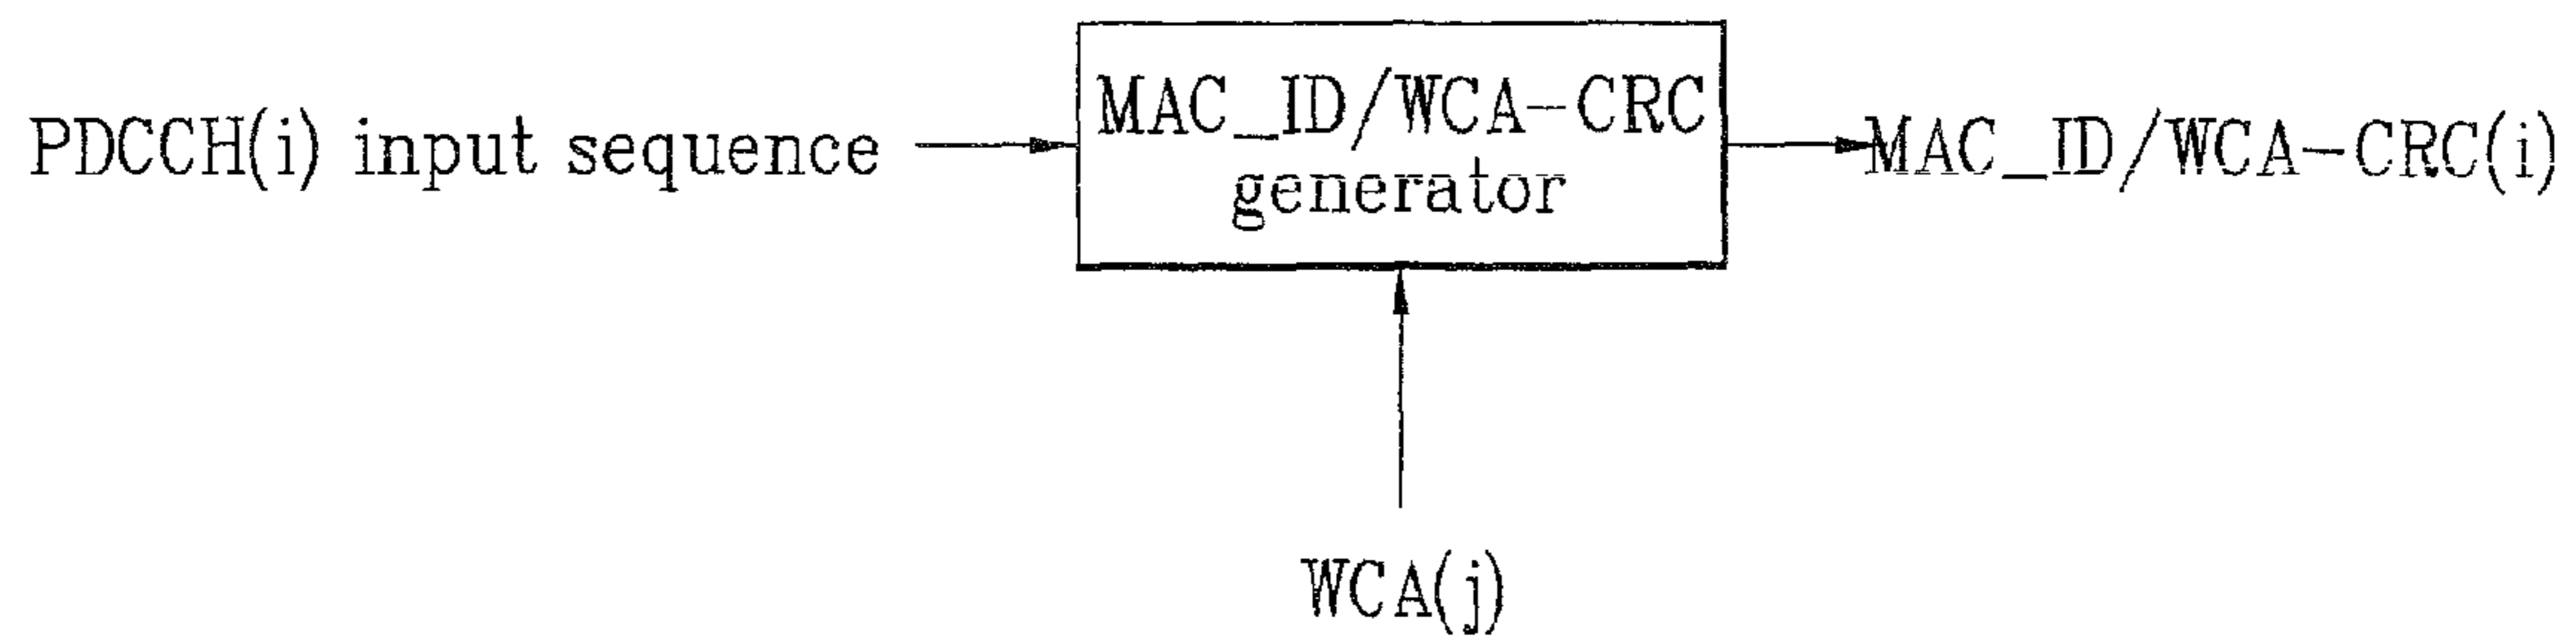 PDCCH(i) input sequence
MAC_ID/WCA-CRC
generator
MAC_ID/WCA-CRC(i)
WCA(j)